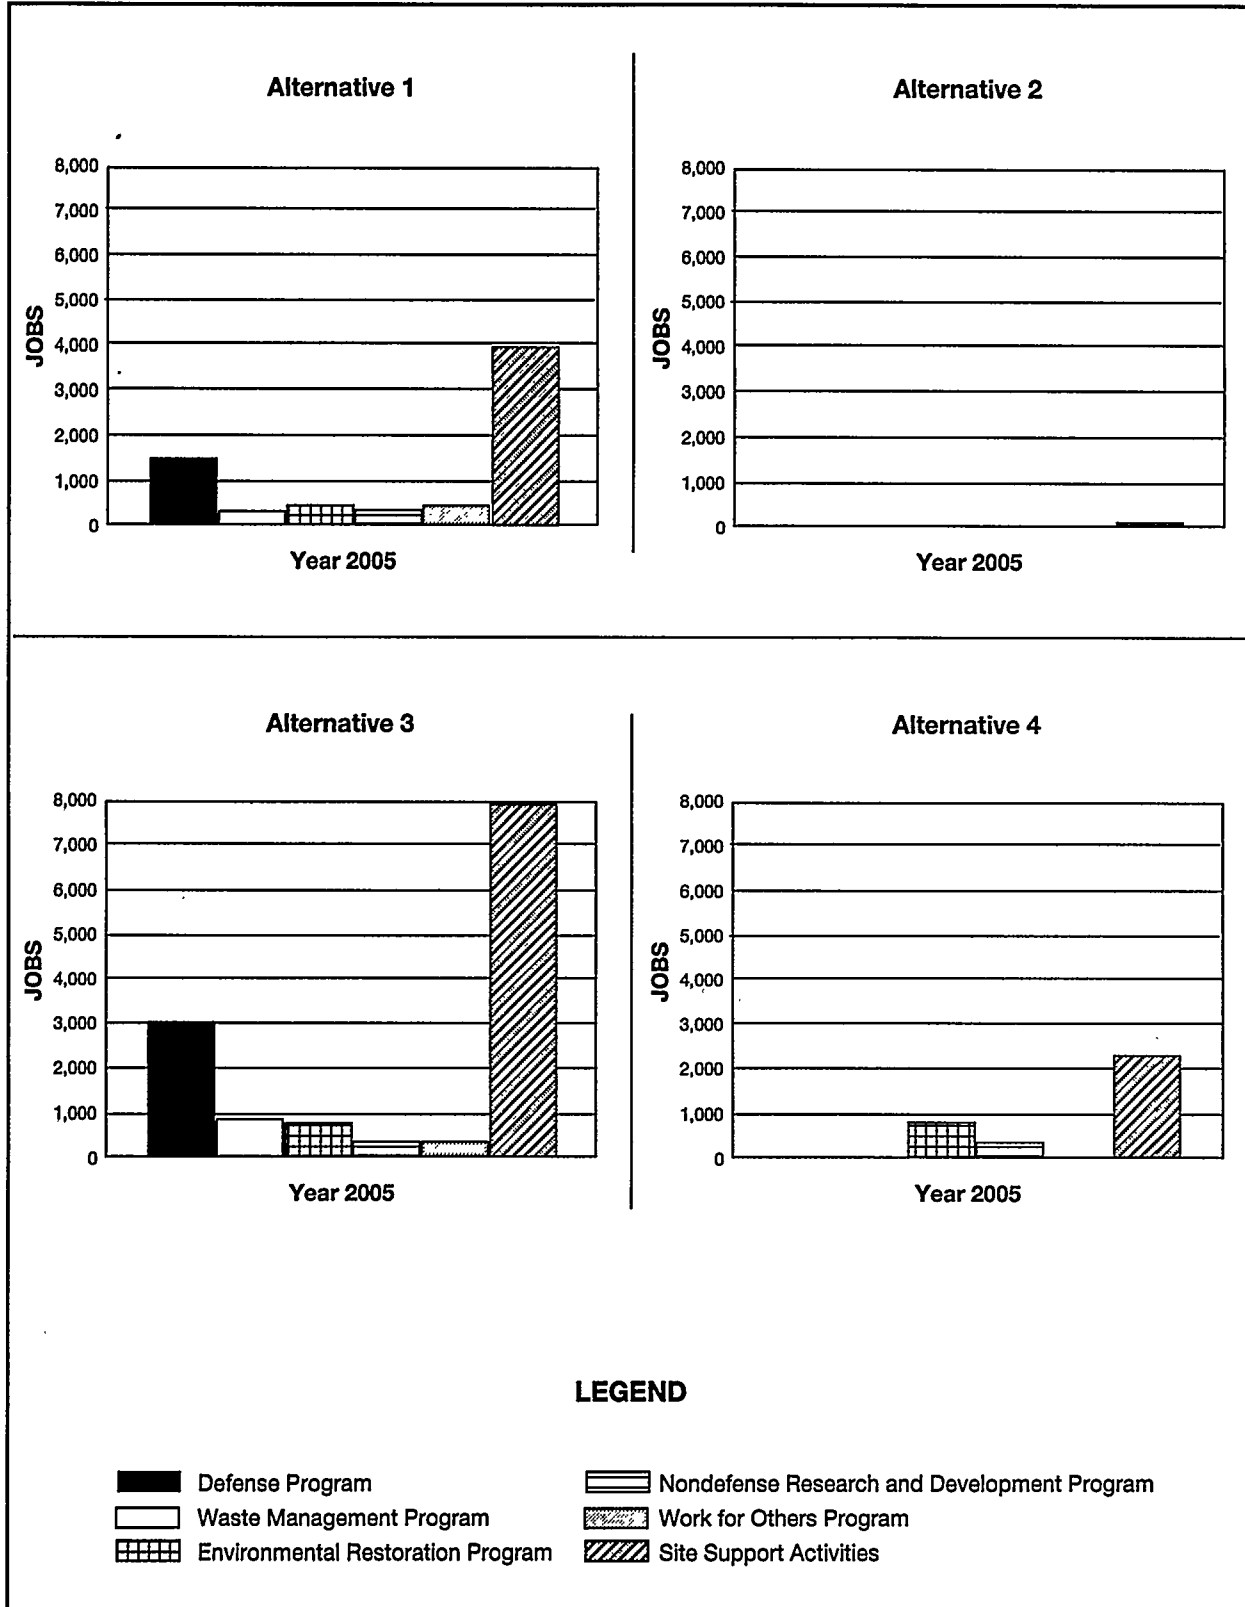 Alternative 1
8,000
7,000
6,000
5,000
4,000
3,000
2,000
1,000
0
JOBS
Year 2005
Alternative 2
8,000
7,000
6,000
5,000
4,000
3,000
2,000
1,000
0
JOBS
Year 2005
Alternative 3
8,000
7,000
6,000
5,000
4,000
3,000
2,000
1,000
0
JOBS
Year 2005
Alternative 4
8,000
7,000
6,000
5,000
4,000
3,000
2,000
1,000
0
JOBS
Year 2005
LEGEND
Defense Program
Waste Management Program
Environmental Restoration Program
Nondefense Research and Development Program
Work for Others Program
Site Support Activities